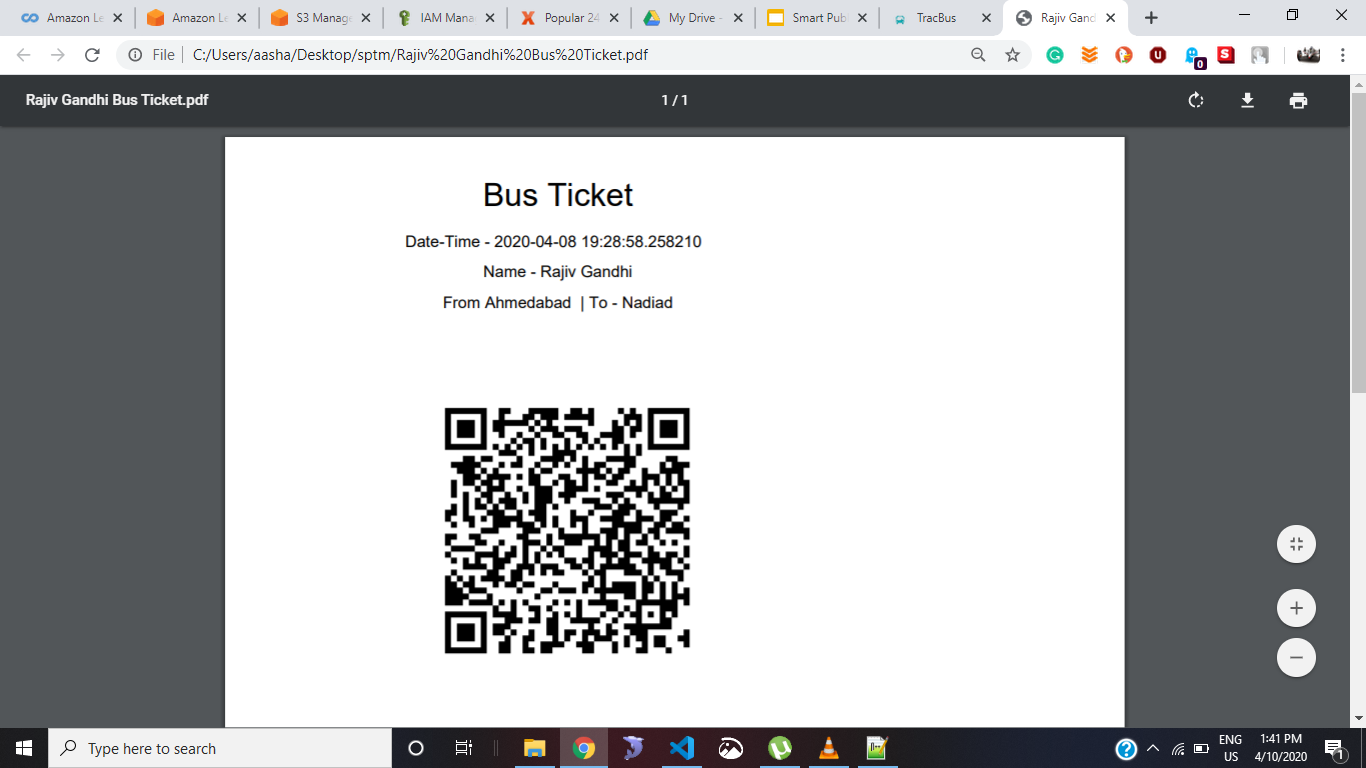 Amazon Le
Amazon Le
S3 Manage
IAM Mana
Popular 24
My Drive -
Smart Publ
TracBus
Rajiv Gand
File
C:/Users/aasha/Desktop/sptm/Rajiv%20Gandhi%20Bus%20Ticket.pdf
0
Rajiv Gandhi Bus Ticket.pdf
1 / 1
Bus Ticket
Date-Time - 2020-04-08 19:28:58.258210
Name - Rajiv Gandhi
From Ahmedabad | To - Nadiad
Type here to search
ENG
US
1:41 PM
4/10/2020
1